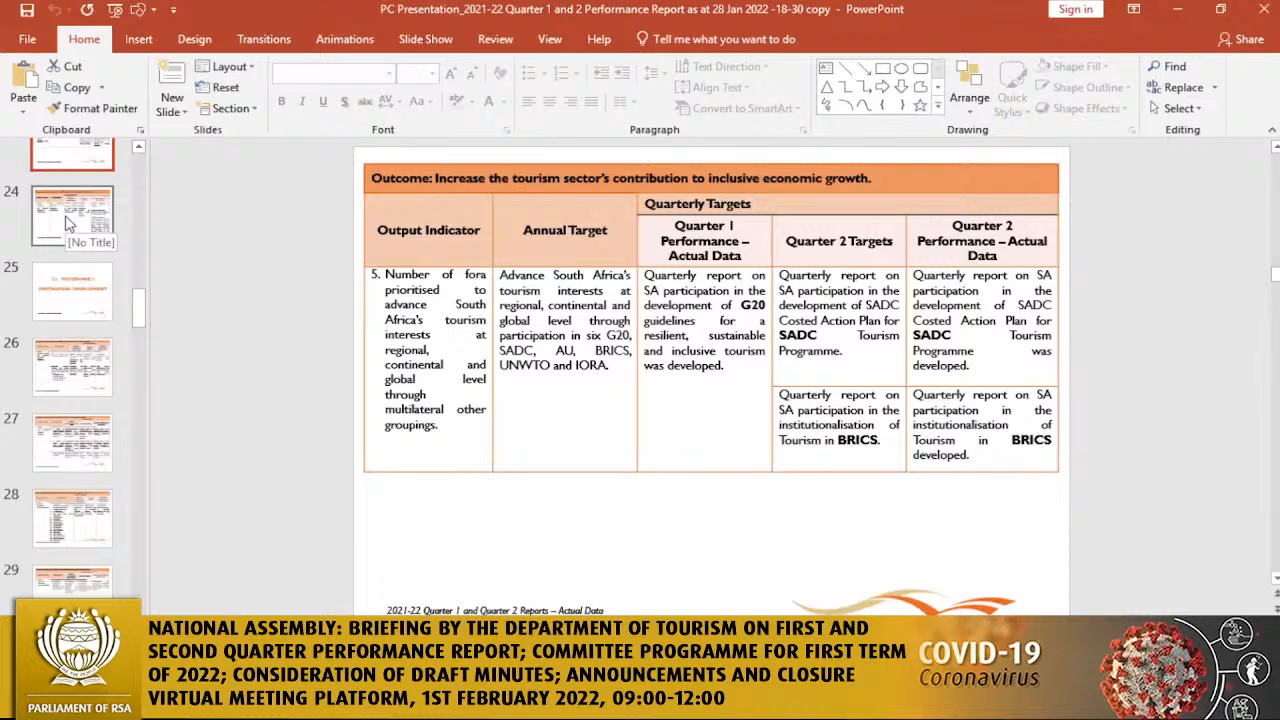 PC Presentation_2021-22 Quarter 1 and 2 Performance Report as at 28 Jan 2022 -18-30 copy - PowerPoint
Sign in
File
Home
Insert
Design
Transitions
Animations
Slide Show
Review
View
Help
Tell me what you want to do
Share
Paste
Cut
Copy
Format Painter
Clipboard
New
Slide
Layout
Reset
Section
Slides
B I U S abc AV Aa A
Font
Text Direction
Align Text
Convert to SmartArt
Paragraph
Arrange
Quick
Styles
Shape Fill
Shape Outline
Shape Effects
Drawing
Find
Replace
Select
Editing
24
[No Title]
25
26
27
28
29
Outcome: Increase the tourism sector's contribution to inclusive economic growth.
Output Indicator
Annual Target
Quarterly Targets
Quarter 1
Performance –
Actual Data
Quarter 2 Targets
Quarter 2
Performance – Actual
Data
5. Number of fora
prioritised to
advance South
Africa's tourism
interests at
regional,
continental and
global level
through
multilateral other
groupings.
Advance South Africa's
tourism interests at
regional, continental and
global level through
participation in six G20,
SADC, AU, BRICS,
UNWTO and IORA.
Quarterly report on
SA participation in the
development of G20
guidelines for a
resilient, sustainable
and inclusive tourism
was developed.
Quarterly report on
SA participation in the
development of SADC
Costed Action Plan for
SADC Tourism
Programme.
Quarterly report on SA
participation in the
development of SADC
Costed Action Plan for
SADC Tourism
Programme was
developed.
Quarterly report on
SA participation in the
institutionalisation of
Tourism in BRICS.
Quarterly report on SA
participation in the
institutionalisation of
Tourism in BRICS
developed.
2021-22 Quarter 1 and Quarter 2 Reports – Actual Data
PARLIAMENT OF RSA
NATIONAL ASSEMBLY: BRIEFING BY THE DEPARTMENT OF TOURISM ON FIRST AND
SECOND QUARTER PERFORMANCE REPORT; COMMITTEE PROGRAMME FOR FIRST TERM
OF 2022; CONSIDERATION OF DRAFT MINUTES; ANNOUNCEMENTS AND CLOSURE
VIRTUAL MEETING PLATFORM, 1ST FEBRUARY 2022, 09:00-12:00
COVID-19
Coronavirus